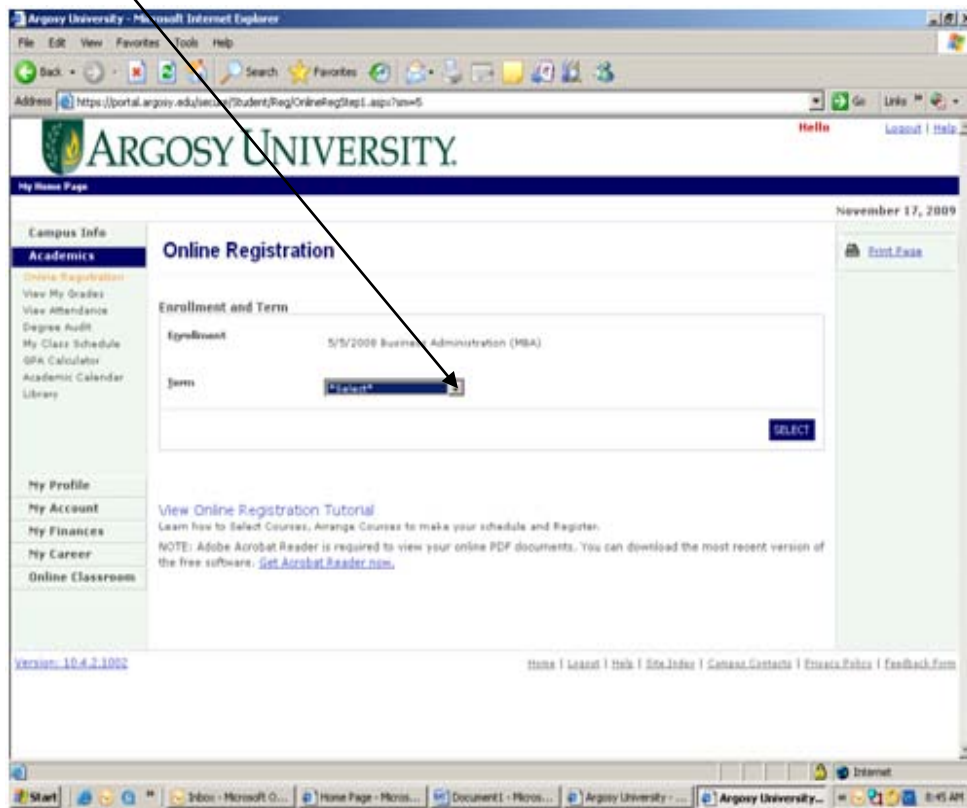 Argosy University - Microsoft Internet Explorer
File Edit View Favorites Tools Help
Back Search Favorites
Address https://portal.argosy.edu/secure/Student/Reg/OnlineRegStep1.aspx?sm=5 Go Links
ARGOSY UNIVERSITY.
Hello Logout | Help
My Home Page
November 17, 2009
Campus Info
Academics
Online Registration
View My Grades
View Attendance
Degree Audit
My Class Schedule
GPA Calculator
Academic Calendar
Library
My Profile
My Account
My Finances
My Career
Online Classroom
Online Registration
Print Page
Enrollment and Term
Enrollment 5/5/2009 Business Administration (MBA)
Term *Select*
SELECT
View Online Registration Tutorial
Learn how to Select Courses, Arrange Courses to make your schedule and Register.
NOTE: Adobe Acrobat Reader is required to view your online PDF documents. You can download the most recent version of
the free software. Get Acrobat Reader now.
Version: 10.4.2.1002
Home | Logout | Help | Site Index | Campus Contacts | Privacy Policy | Feedback Form
Internet
Start Inbox - Microsoft O... Home Page - Micros... Document1 - Micros... Argosy University - ... Argosy University... 8:45 AM